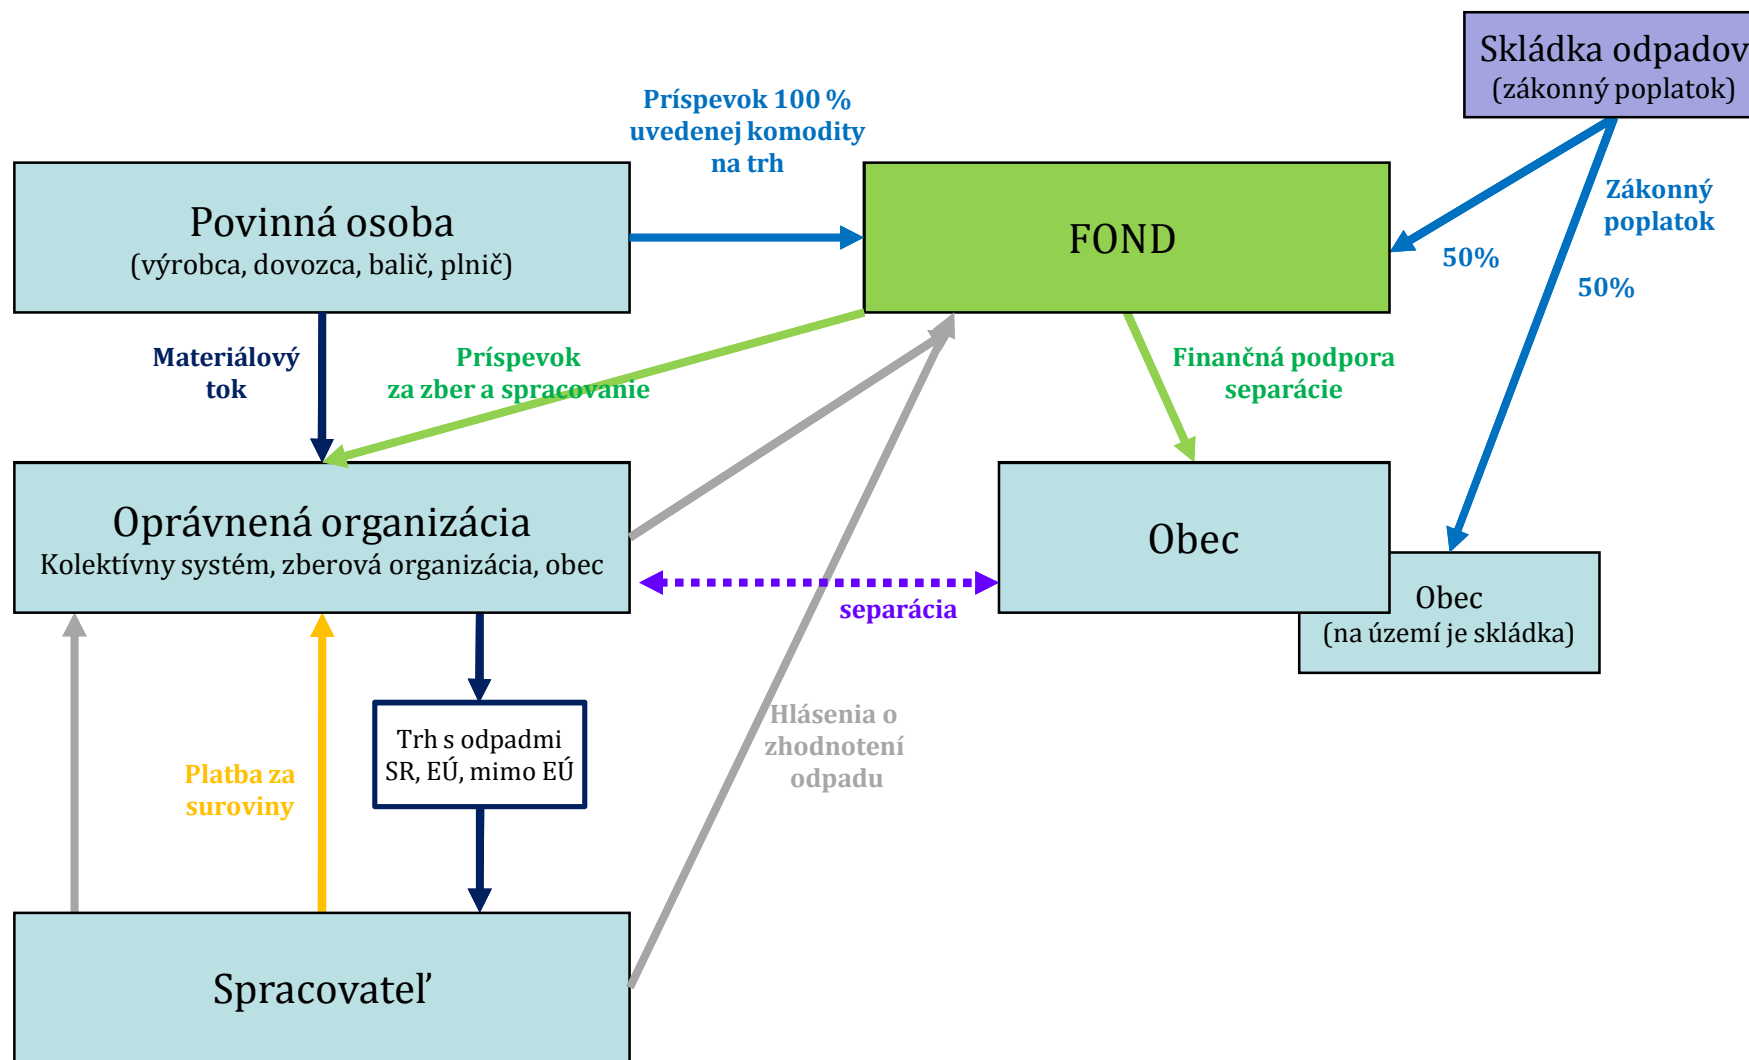 Skládka odpadov
(zákonný poplatok)
Príspevok 100 %
uvedenej komodity
na trh
Povinná osoba
(výrobca, dovozca, balič, plnič)
FOND
Zákonný
poplatok
50%
50%
Materiálový
tok
Príspevok
za zber a spracovanie
Finančná podpora
separácie
Oprávnená organizácia
Kolektívny systém, zberová organizácia, obec
Obec
separácia
Obec
(na území je skládka)
Trh s odpadmi
SR, EÚ, mimo EÚ
Platba za
suroviny
Hlásenia o
zhodnotení
odpadu
Spracovateľ